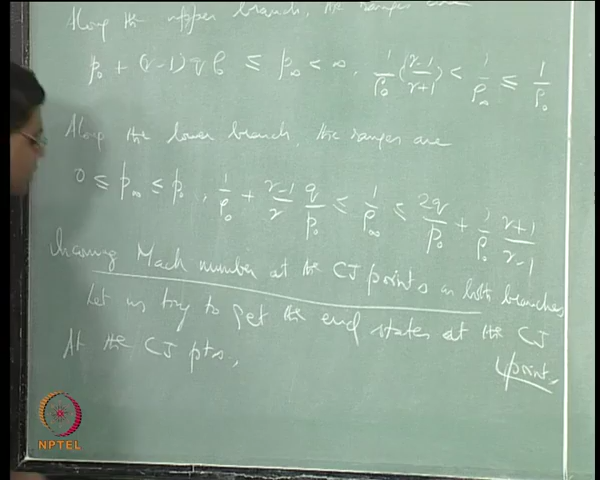 Along the upper branch, the ranges are
p₀ + (γ-1) q ρ₀ ≤ p∞ < ∞, 1/ρ₀ (γ-1/γ+1) < 1/ρ∞ ≤ 1/ρ₀
Along the lower branch, the ranges are
0 ≤ p∞ ≤ p₀, 1/ρ₀ + γ-1/γ q/p₀ ≤ 1/ρ∞ ≤ 2q/p₀ + 1/ρ₀ γ+1/γ-1
Mach number at the CJ points on both branches
Let us try to get the end states at the CJ
points.
At the CJ pts,
NPTEL